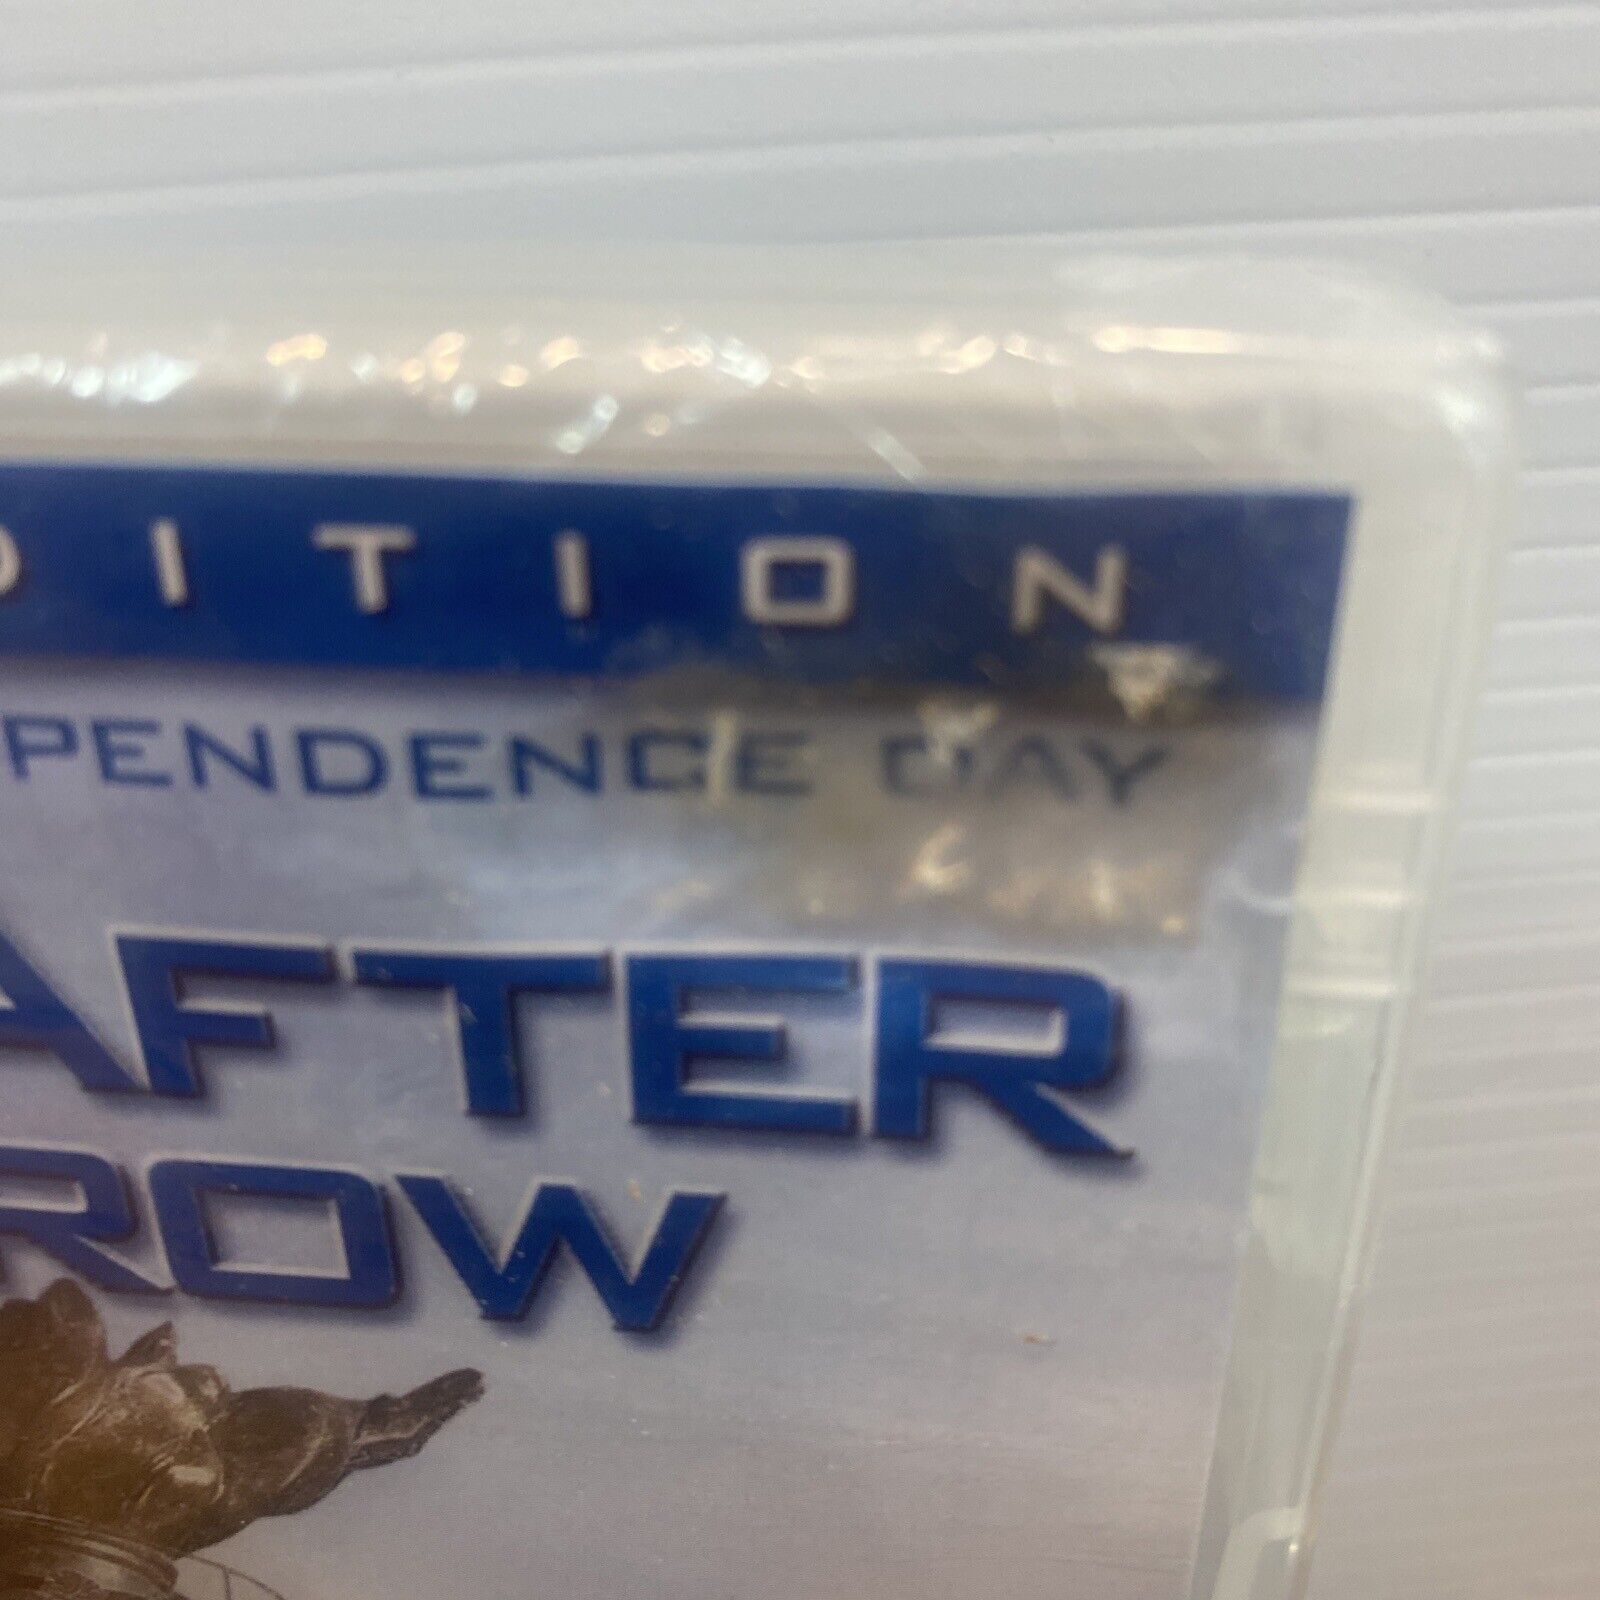 DITION
PENDENCE DAY
AFTER
ROW